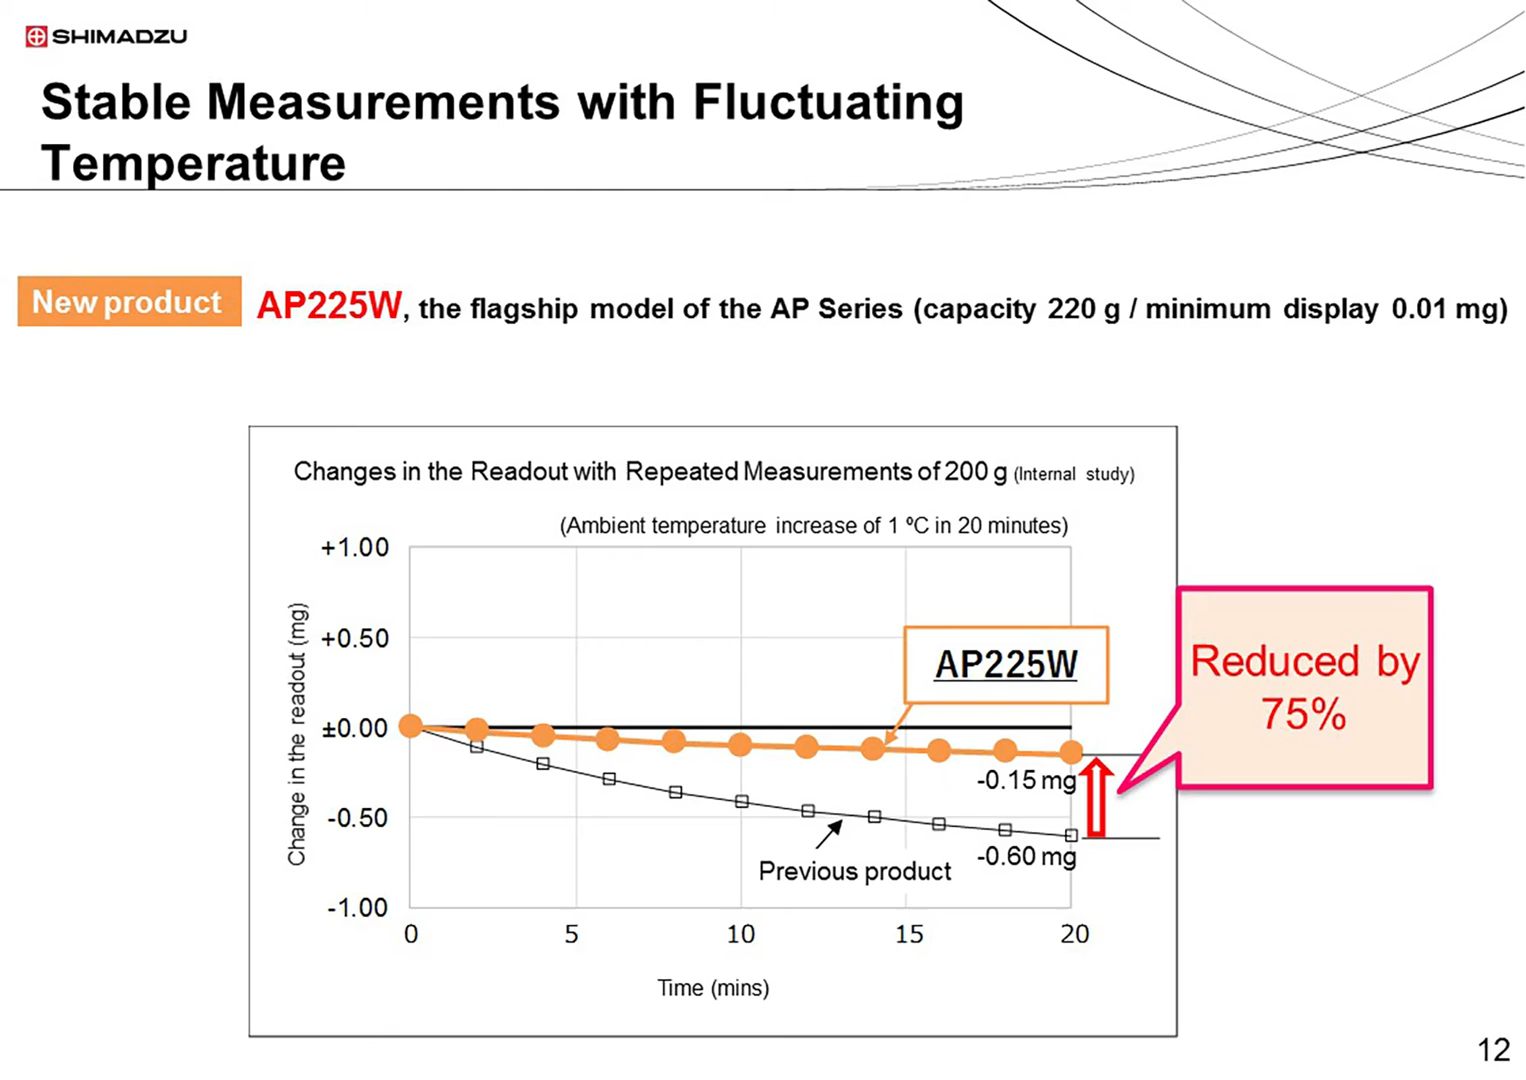 SHIMADZU
Stable Measurements with Fluctuating
Temperature
New product
AP225W, the flagship model of the AP Series (capacity 220 g / minimum display 0.01 mg)
Changes in the Readout with Repeated Measurements of 200 g (Internal study)
(Ambient temperature increase of 1 ºC in 20 minutes)
Change in the readout (mg)
+1.00
+0.50
±0.00
-0.50
-1.00
AP225W
Reduced by
75%
-0.15 mg
Previous product
-0.60 mg
0 5 10 15 20
Time (mins)
12